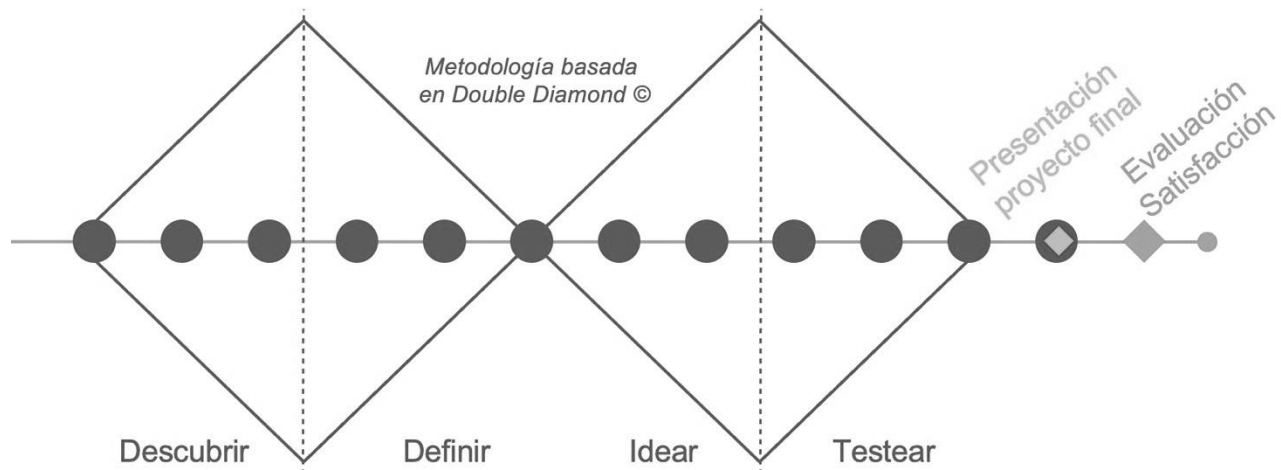 Metodología basada
en Double Diamond ©
Presentación
proyecto final
Evaluación
Satisfacción
Descubrir
Definir
Idear
Testear